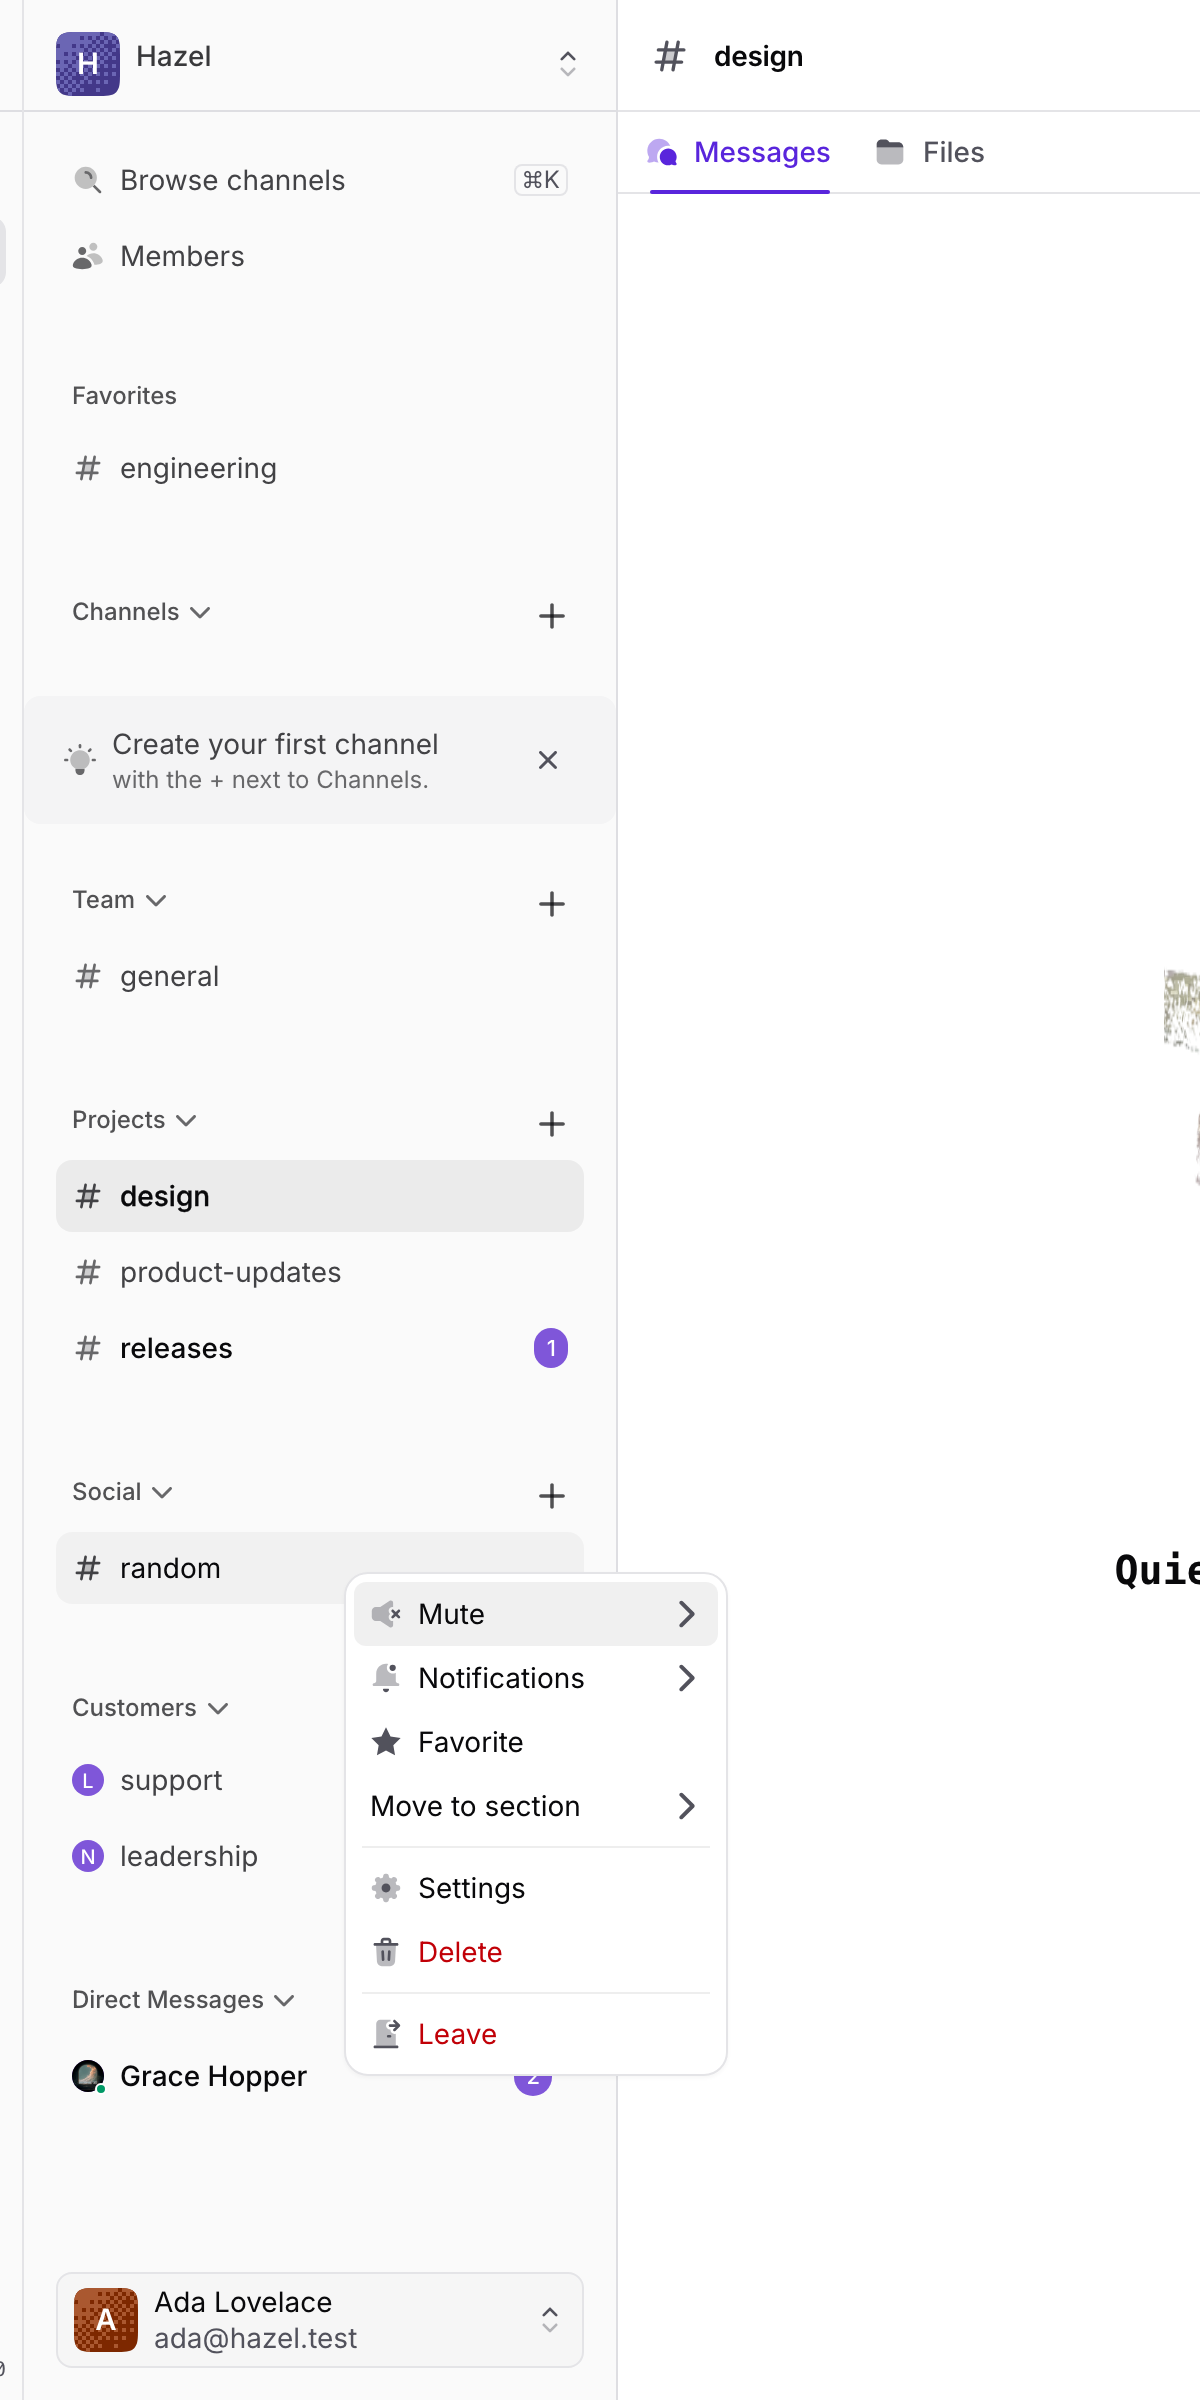 H
Hazel
# design
Messages
Files
Browse channels
⌘K
Members
Favorites
# engineering
Channels
Create your first channel
with the + next to Channels.
Team
# general
Projects
# design
# product-updates
# releases
1
Social
# random
Mute
Notifications
Favorite
Move to section
Settings
Delete
Leave
Customers
L
support
N
leadership
Direct Messages
Grace Hopper
2
A
Ada Lovelace
ada@hazel.test